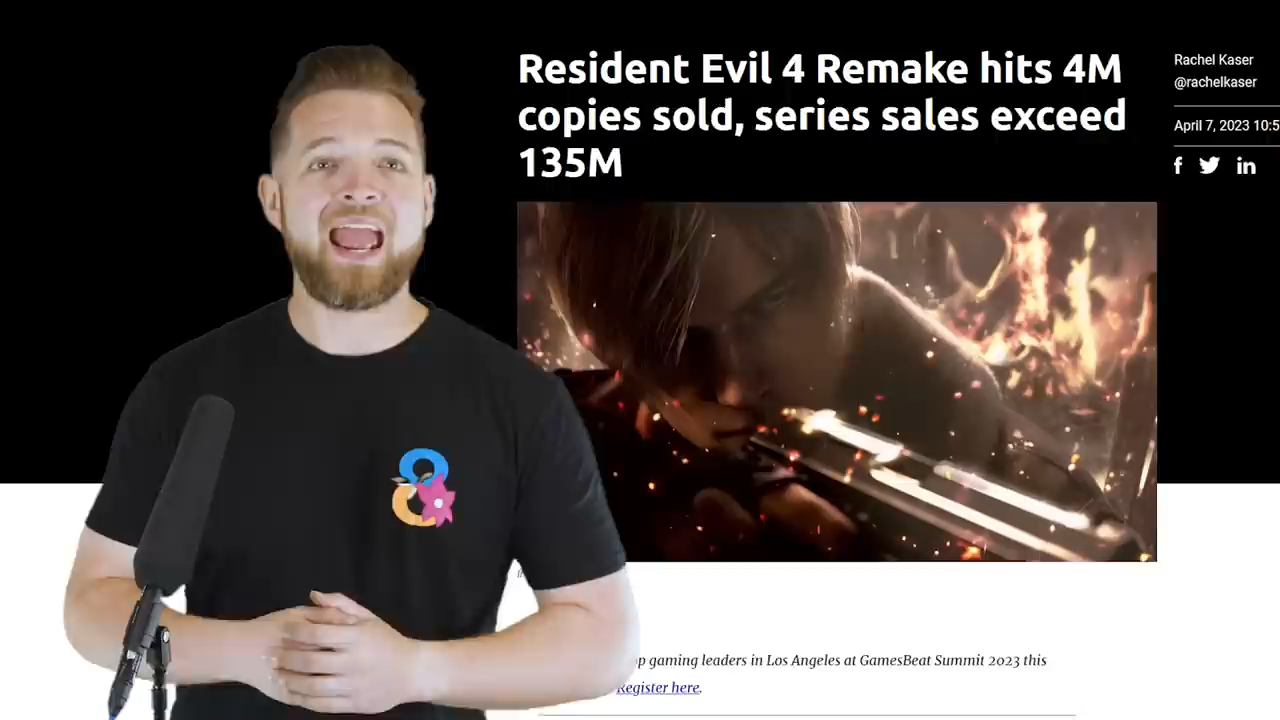 Resident Evil 4 Remake hits 4M
copies sold, series sales exceed
135M
Rachel Kaser
@rachelkaser
April 7, 2023 10:5
gaming leaders in Los Angeles at GamesBeat Summit 2023 this
Register here.